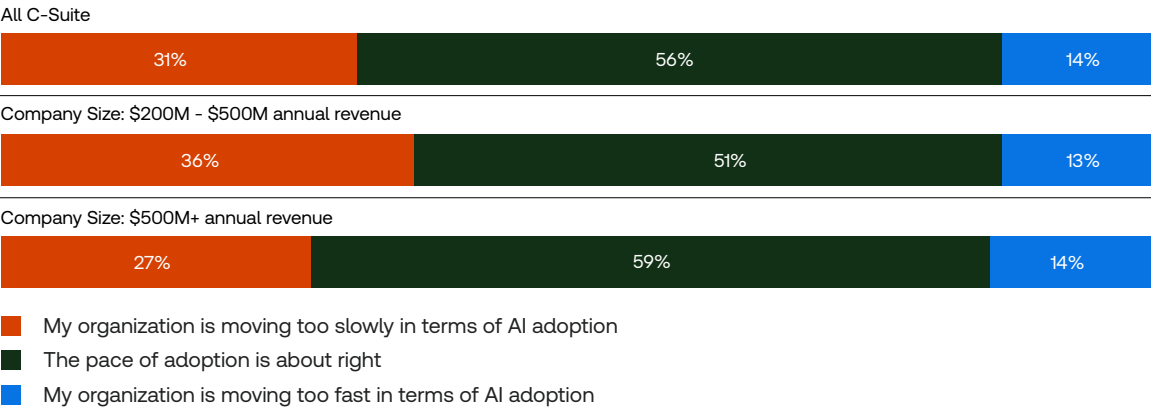 All C-Suite
31% 56% 14%
Company Size: $200M - $500M annual revenue
36% 51% 13%
Company Size: $500M+ annual revenue
27% 59% 14%
My organization is moving too slowly in terms of AI adoption
The pace of adoption is about right
My organization is moving too fast in terms of AI adoption